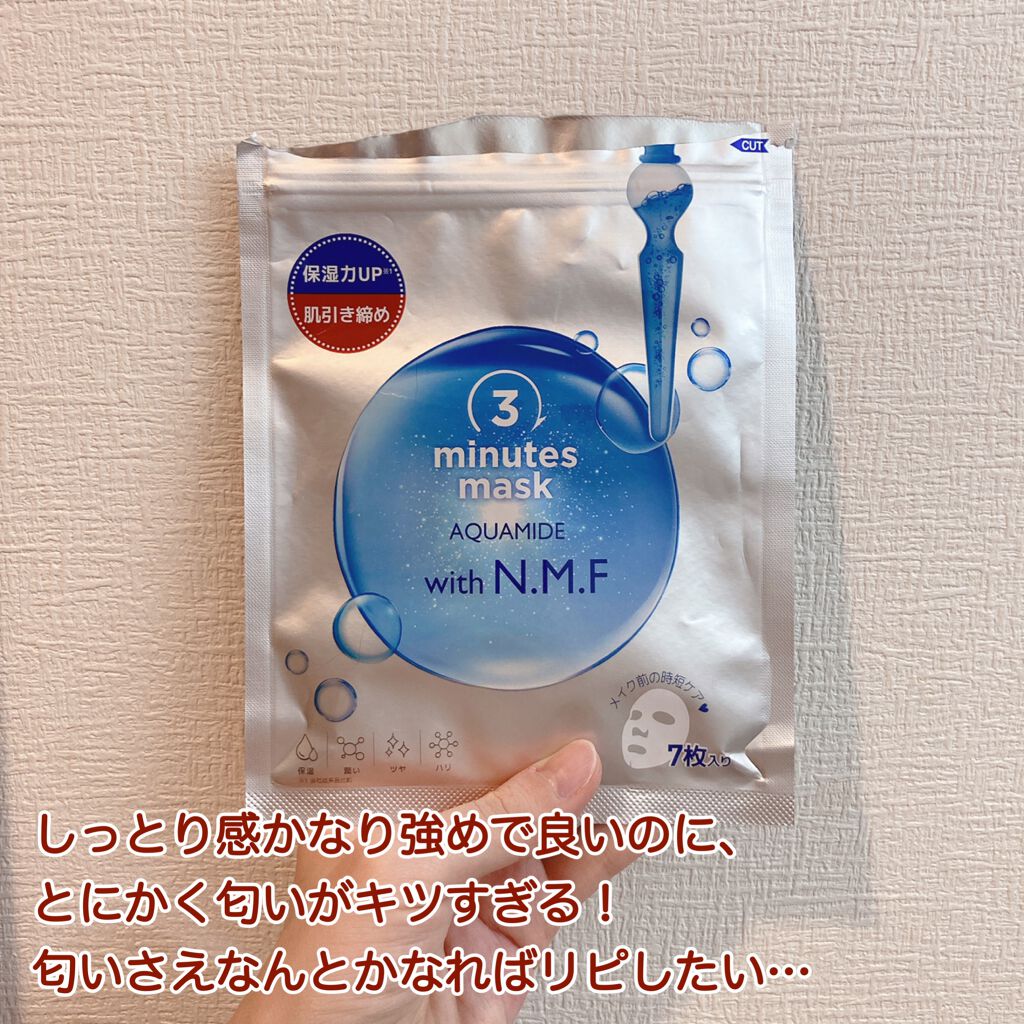 CUT
保湿力UP※1
肌引き締め
3
minutes
mask
AQUAMIDE
with N.M.F
メイク前の時短ケア
7枚入り
保湿 潤い ツヤ ハリ
しっとり感かなり強めで良いのに、
とにかく匂いがキツすぎる！
匂いさえなんとかなればリピしたい…